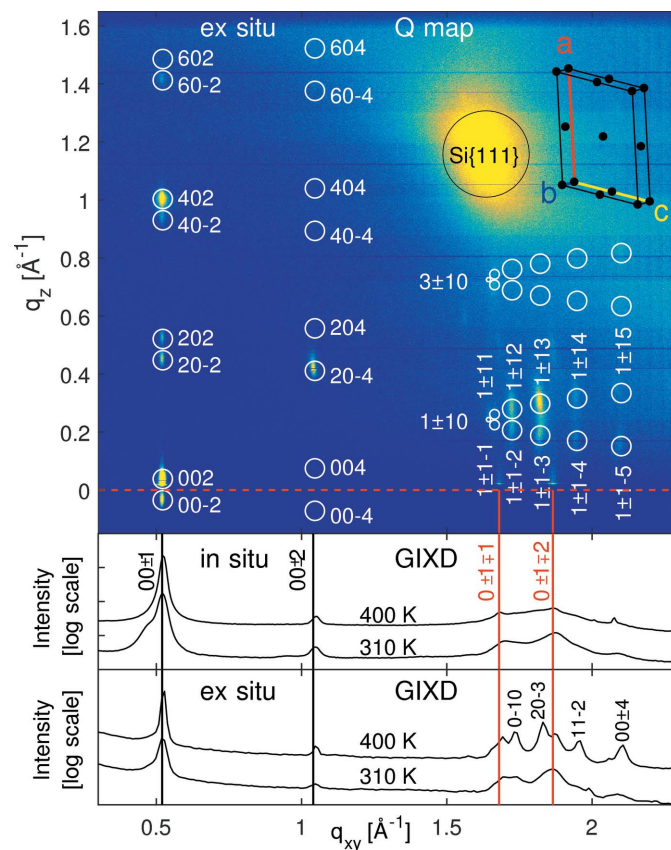 ex situ Q map
1.6
1.4
1.2
1
0.8
0.6
0.4
0.2
0
q_z [Å⁻¹]
602
60-2
604
60-4
402
40-2
404
40-4
202
20-2
204
20-4
002
00-2
004
00-4
Si{111}
a
b
c
3±10
1±10
1±11
1±12
1±13
1±14
1±15
1±1-1
1±1-2
1±1-3
1±1-4
1±1-5
Intensity
[log scale]
00±1
in situ
00±2
GIXD
0±1∓1
0±1∓2
400 K
310 K
Intensity
[log scale]
ex situ
GIXD
0-10
20-3
11-2
00±4
400 K
310 K
0.5 1 1.5 2
q_xy [Å⁻¹]